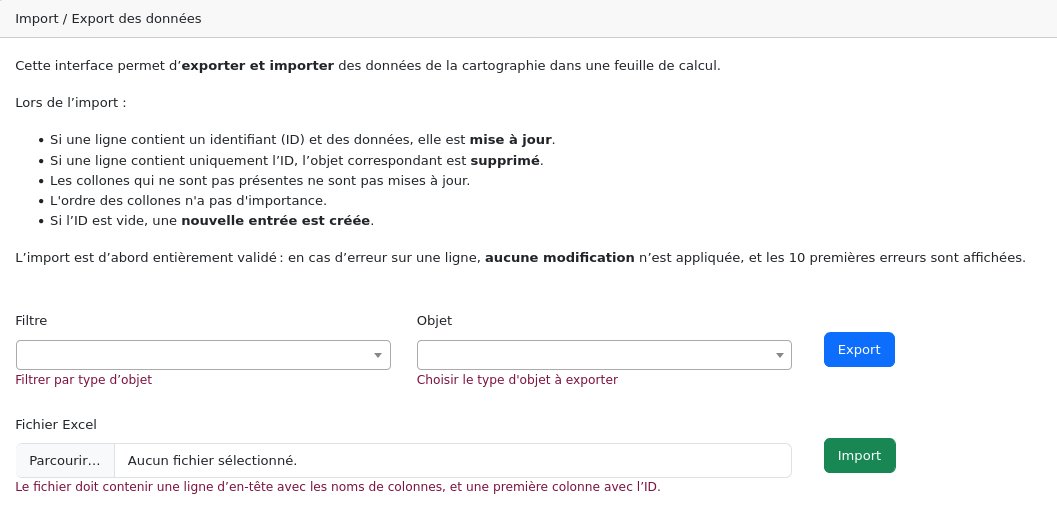 Import / Export des données
Cette interface permet d’exporter et importer des données de la cartographie dans une feuille de calcul.
Lors de l’import :
• Si une ligne contient un identifiant (ID) et des données, elle est mise à jour.
• Si une ligne contient uniquement l’ID, l’objet correspondant est supprimé.
• Les collones qui ne sont pas présentes ne sont pas mises à jour.
• L'ordre des collones n'a pas d'importance.
• Si l’ID est vide, une nouvelle entrée est créée.
L’import est d’abord entièrement validé : en cas d’erreur sur une ligne, aucune modification n’est appliquée, et les 10 premières erreurs sont affichées.
Filtre
Objet
Export
Filtrer par type d’objet
Choisir le type d'objet à exporter
Fichier Excel
Parcourir... Aucun fichier sélectionné.
Import
Le fichier doit contenir une ligne d’en-tête avec les noms de colonnes, et une première colonne avec l’ID.